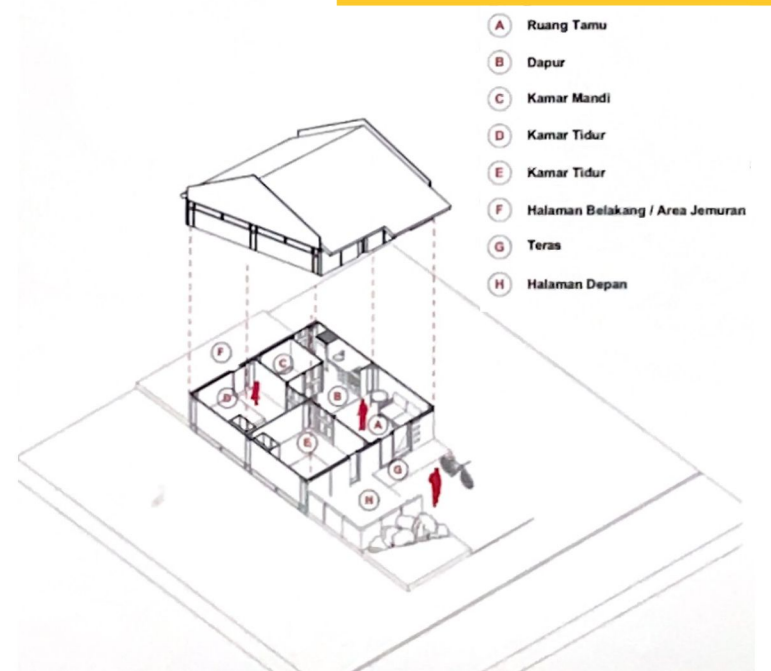 A Ruang Tamu
B Dapur
C Kamar Mandi
D Kamar Tidur
E Kamar Tidur
F Halaman Belakang / Area Jemuran
G Teras
H Halaman Depan
F
C
D
B
A
E
G
H